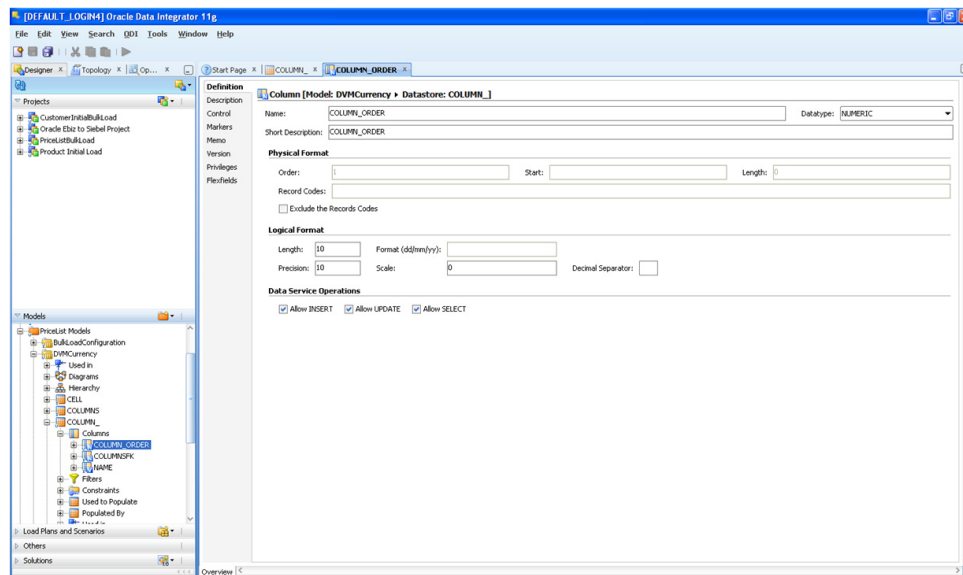 [DEFAULT_LOGIN4] Oracle Data Integrator 11g
File Edit View Search ODI Tools Window Help
Designer x Topology x Op... x
Start Page x COLUMN_ x COLUMN_ORDER x
Projects
CustomerInitialBulkLoad
Oracle Ebiz to Siebel Project
PriceListBulkLoad
Product Initial Load
Models
PriceList Models
BulkLoadConfiguration
DVMCurrency
Used in
Diagrams
Hierarchy
CELL
COLUMNS
COLUMN_
Columns
COLUMN_ORDER
COLUMNSFK
NAME
Filters
Constraints
Used to Populate
Populated By
Load Plans and Scenarios
Others
Solutions
Definition
Description
Control
Markers
Memo
Version
Privileges
Flexfields
Column [Model: DVMCurrency Datastore: COLUMN_]
Name: COLUMN_ORDER Datatype: NUMERIC
Short Description: COLUMN_ORDER
Physical Format
Order: 1 Start: Length: 0
Record Codes:
Exclude the Records Codes
Logical Format
Length: 10 Format (dd/mm/yy):
Precision: 10 Scale: 0 Decimal Separator:
Data Service Operations
Allow INSERT Allow UPDATE Allow SELECT
Overview